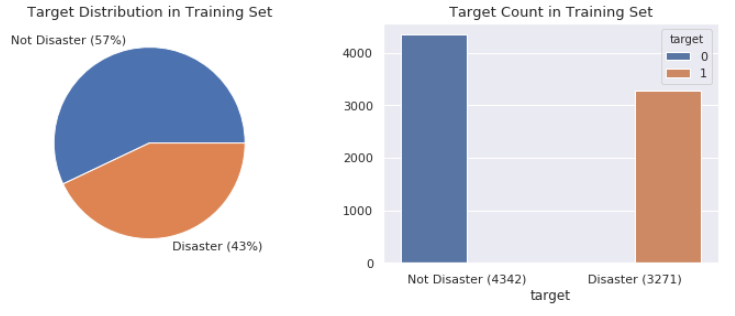 Target Distribution in Training Set
Not Disaster (57%)
Disaster (43%)
Target Count in Training Set
target
0
1
4000
3000
2000
1000
0
Not Disaster (4342)
Disaster (3271)
target